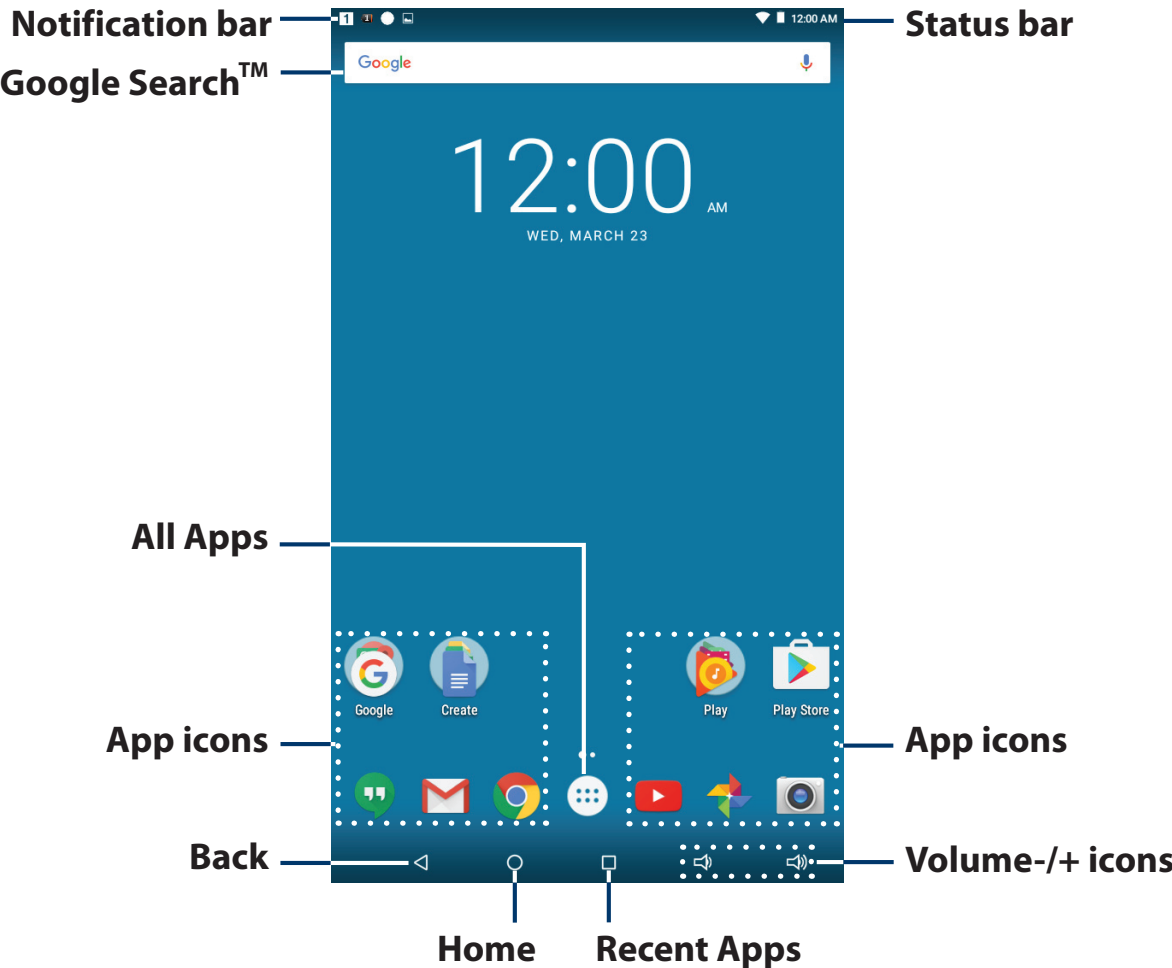 Notification bar
1
12:00 AM
Status bar
Google Search™
Google
12:00 AM
WED, MARCH 23
All Apps
Google
Create
Play
Play Store
App icons
App icons
Back
Volume-/+ icons
Home
Recent Apps